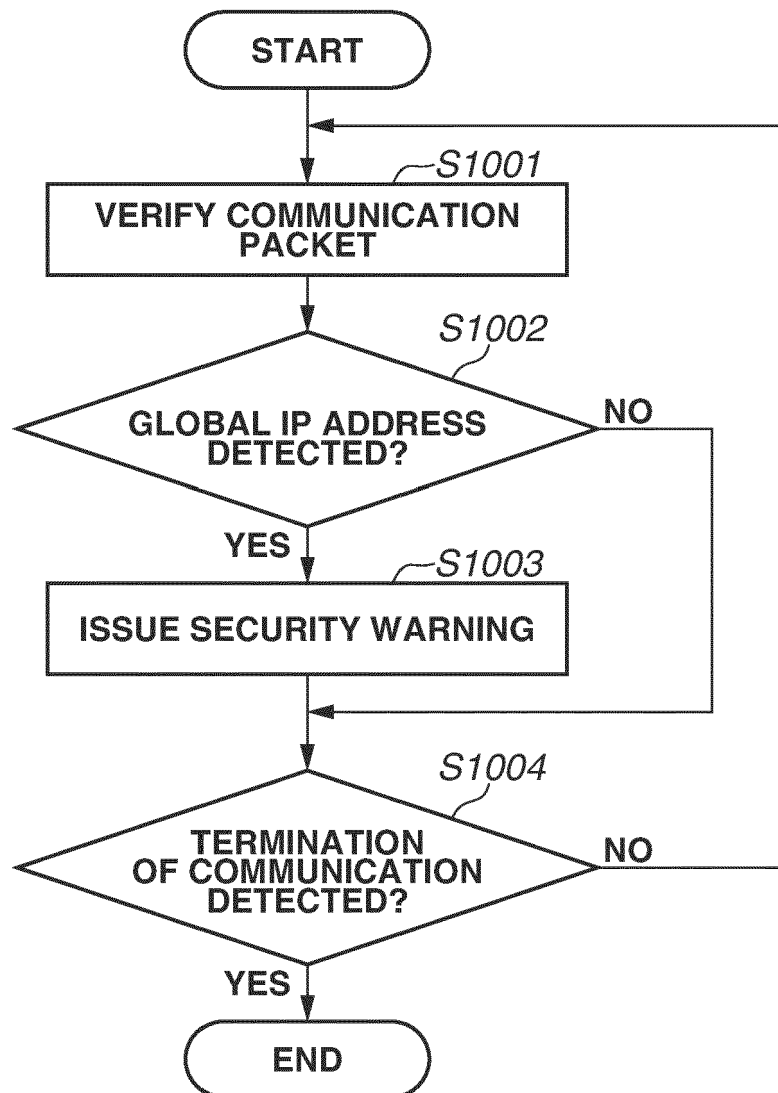 START
S1001
VERIFY COMMUNICATION
PACKET
S1002
GLOBAL IP ADDRESS
DETECTED?
NO
YES
S1003
ISSUE SECURITY WARNING
S1004
TERMINATION
OF COMMUNICATION
DETECTED?
NO
YES
END